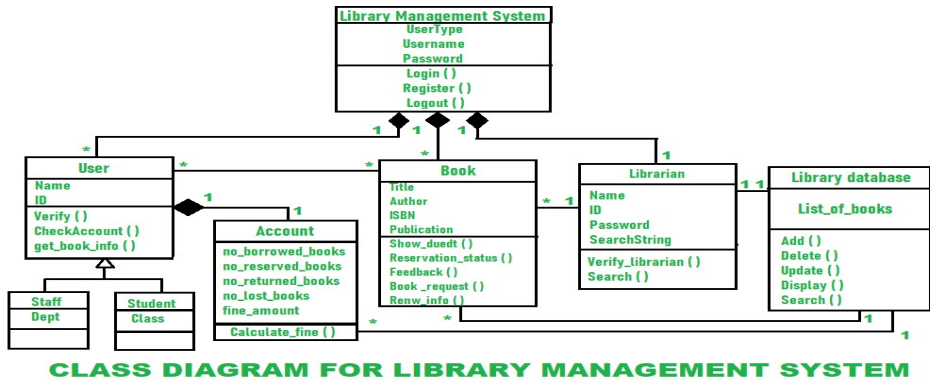 Library Management System
UserType
Username
Password
Login ( )
Register ( )
Logout ( )
1
1
1
*
*
1
User
Name
ID
Verify ( )
CheckAccount ( )
get_book_info ( )
*
*
1
1
Staff
Dept
Student
Class
Account
no_borrowed_books
no_reserved_books
no_returned_books
no_lost_books
fine_amount
Calculate_fine ( )
*
Book
Title
Author
ISBN
Publication
Show_duedt ( )
Reservation_status ( )
Feedback ( )
Book _request ( )
Renw_info ( )
*
1
*
1
Librarian
Name
ID
Password
SearchString
Verify_librarian ( )
Search ( )
1
1
Library database
List_of_books
Add ( )
Delete ( )
Update ( )
Display ( )
Search ( )
1
CLASS DIAGRAM FOR LIBRARY MANAGEMENT SYSTEM